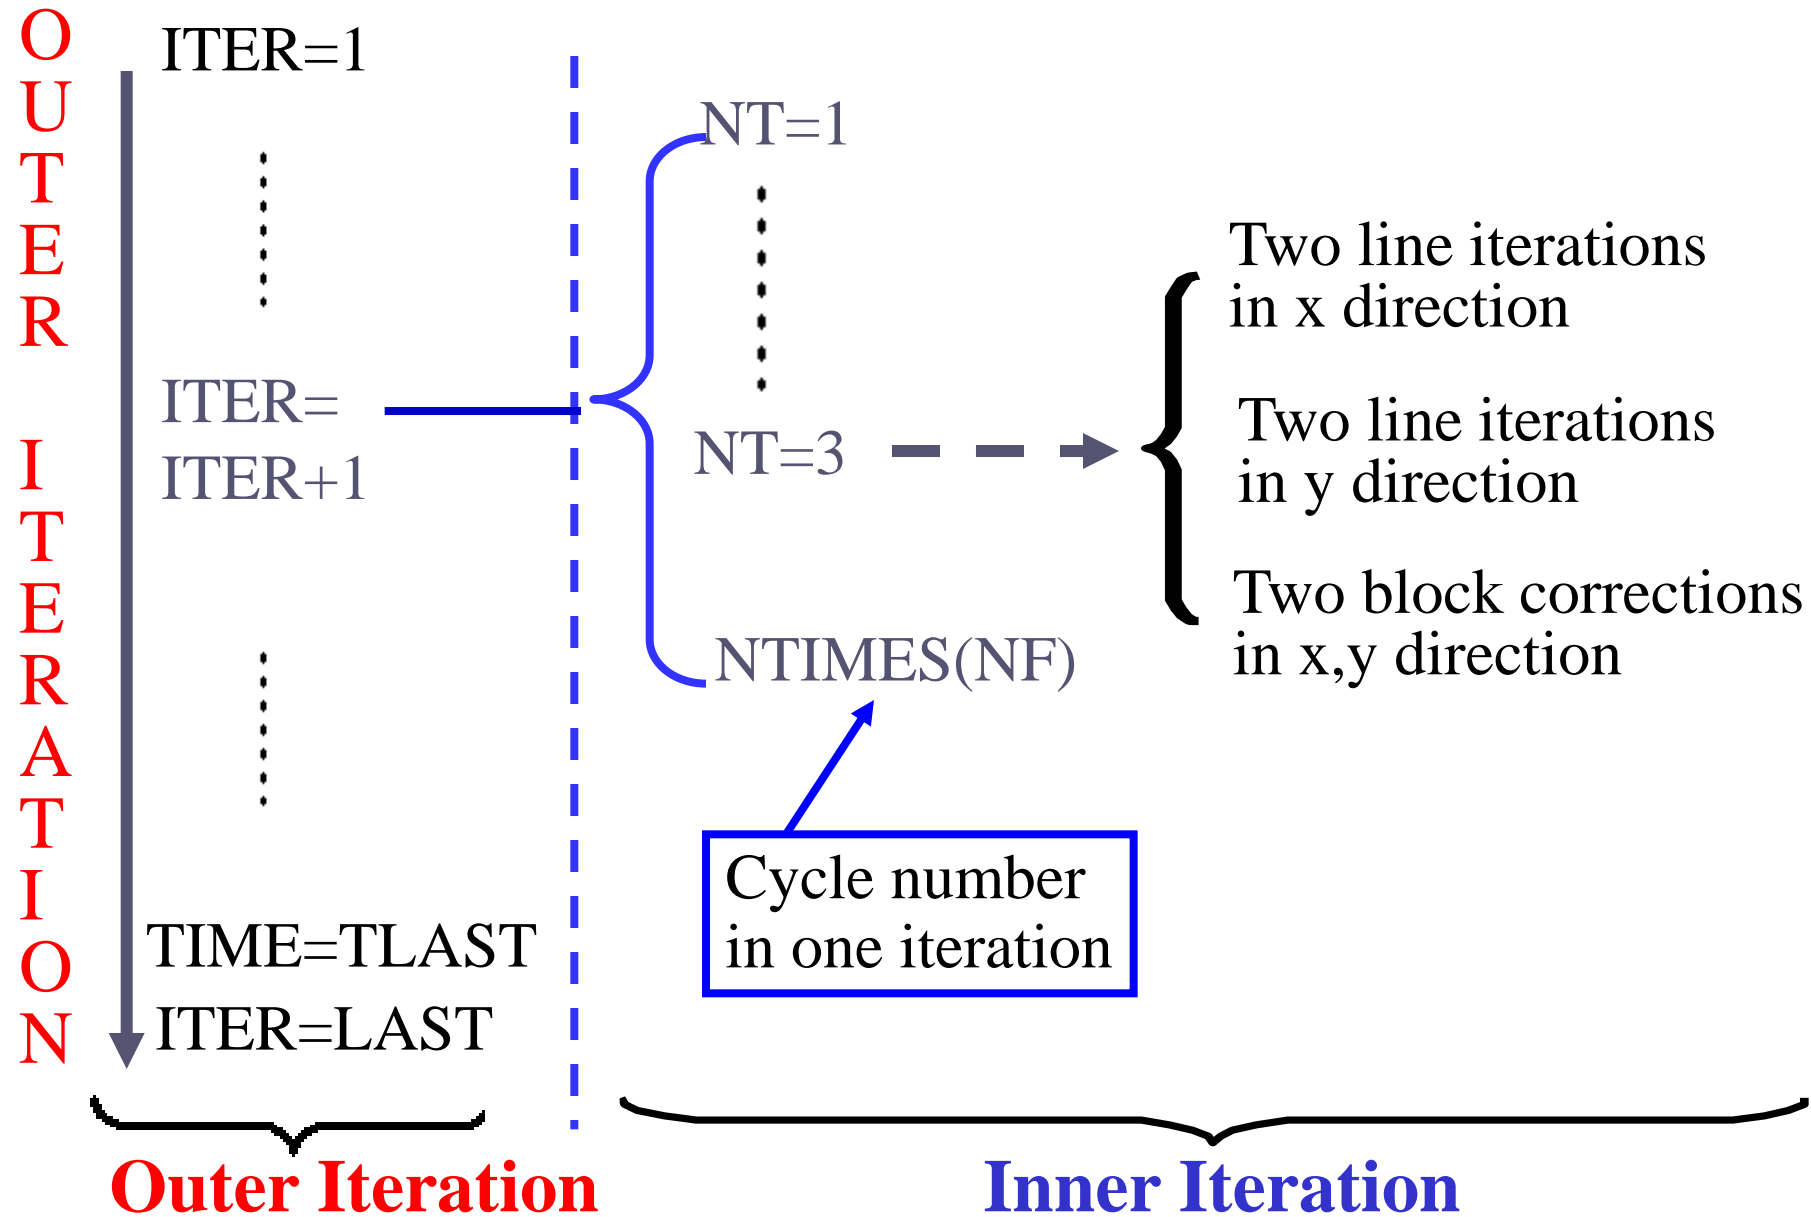 OUTER ITERATION
ITER=1
ITER=
ITER+1
TIME=TLAST
ITER=LAST
NT=1
NT=3
NTIMES(NF)
Cycle number
in one iteration
Two line iterations
in x direction
Two line iterations
in y direction
Two block corrections
in x,y direction
Outer Iteration
Inner Iteration